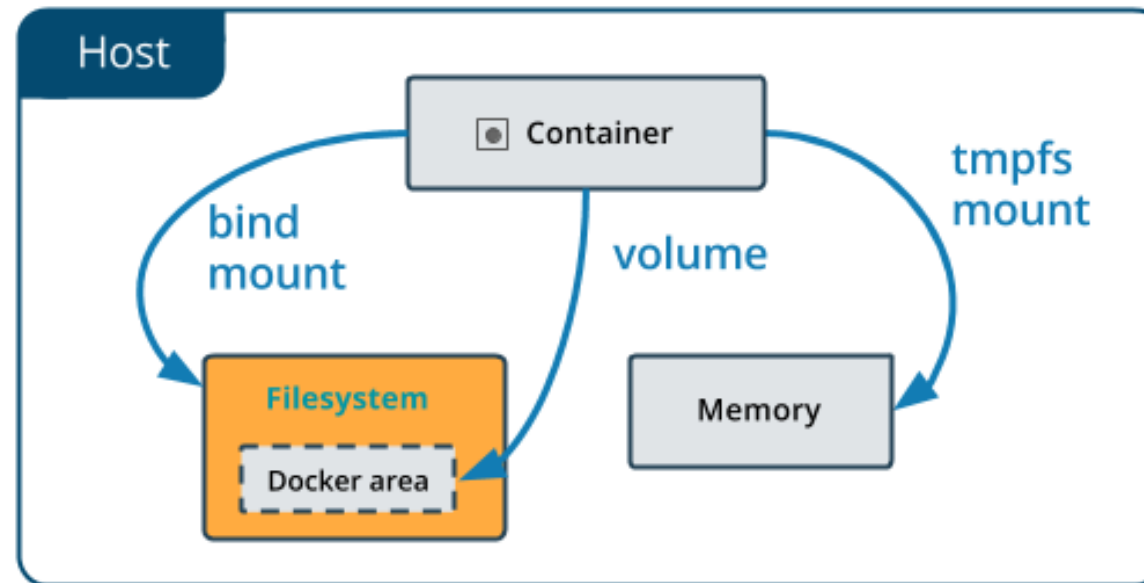 Host
Container
tmpfs
mount
bind
mount
volume
Filesystem
Memory
Docker area